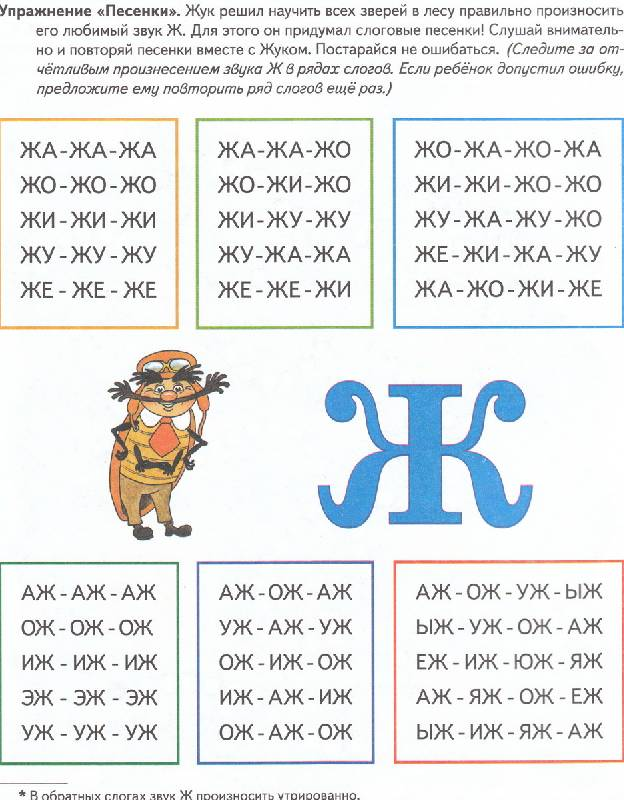 Упражнение «Песенки». Жук решил научить всех зверей в лесу правильно произносить
его любимый звук Ж. Для этого он придумал слоговые песенки! Слушай вниматель-
но и повторяй песенки вместе с Жуком. Постарайся не ошибаться. (Следите за от-
чётливым произнесением звука Ж в рядах слогов. Если ребёнок допустил ошибку,
предложите ему повторить ряд слогов ещё раз.)
ЖА-ЖА-ЖА
ЖО-ЖО-ЖО
ЖИ-ЖИ-ЖИ
ЖУ-ЖУ-ЖУ
ЖЕ-ЖЕ-ЖЕ
ЖА-ЖА-ЖО
ЖО-ЖИ-ЖО
ЖИ-ЖУ-ЖУ
ЖУ-ЖА-ЖА
ЖЕ-ЖЕ-ЖИ
ЖО-ЖА-ЖО-ЖА
ЖИ-ЖИ-ЖО-ЖО
ЖУ-ЖА-ЖУ-ЖО
ЖЕ-ЖИ-ЖА-ЖУ
ЖА-ЖО-ЖИ-ЖЕ
Ж
АЖ-АЖ-АЖ
ОЖ-ОЖ-ОЖ
ИЖ-ИЖ-ИЖ
ЭЖ-ЭЖ-ЭЖ
УЖ-УЖ-УЖ
АЖ-ОЖ-АЖ
УЖ-АЖ-УЖ
ОЖ-ИЖ-ОЖ
ИЖ-АЖ-ИЖ
ОЖ-АЖ-ОЖ
АЖ-ОЖ-УЖ-ЫЖ
ЫЖ-УЖ-ОЖ-АЖ
ЕЖ-ИЖ-ЮЖ-ЯЖ
АЖ-ЯЖ-ОЖ-ЕЖ
ЫЖ-ИЖ-ЯЖ-АЖ
* В обратных слогах звук Ж произносить утрированно.